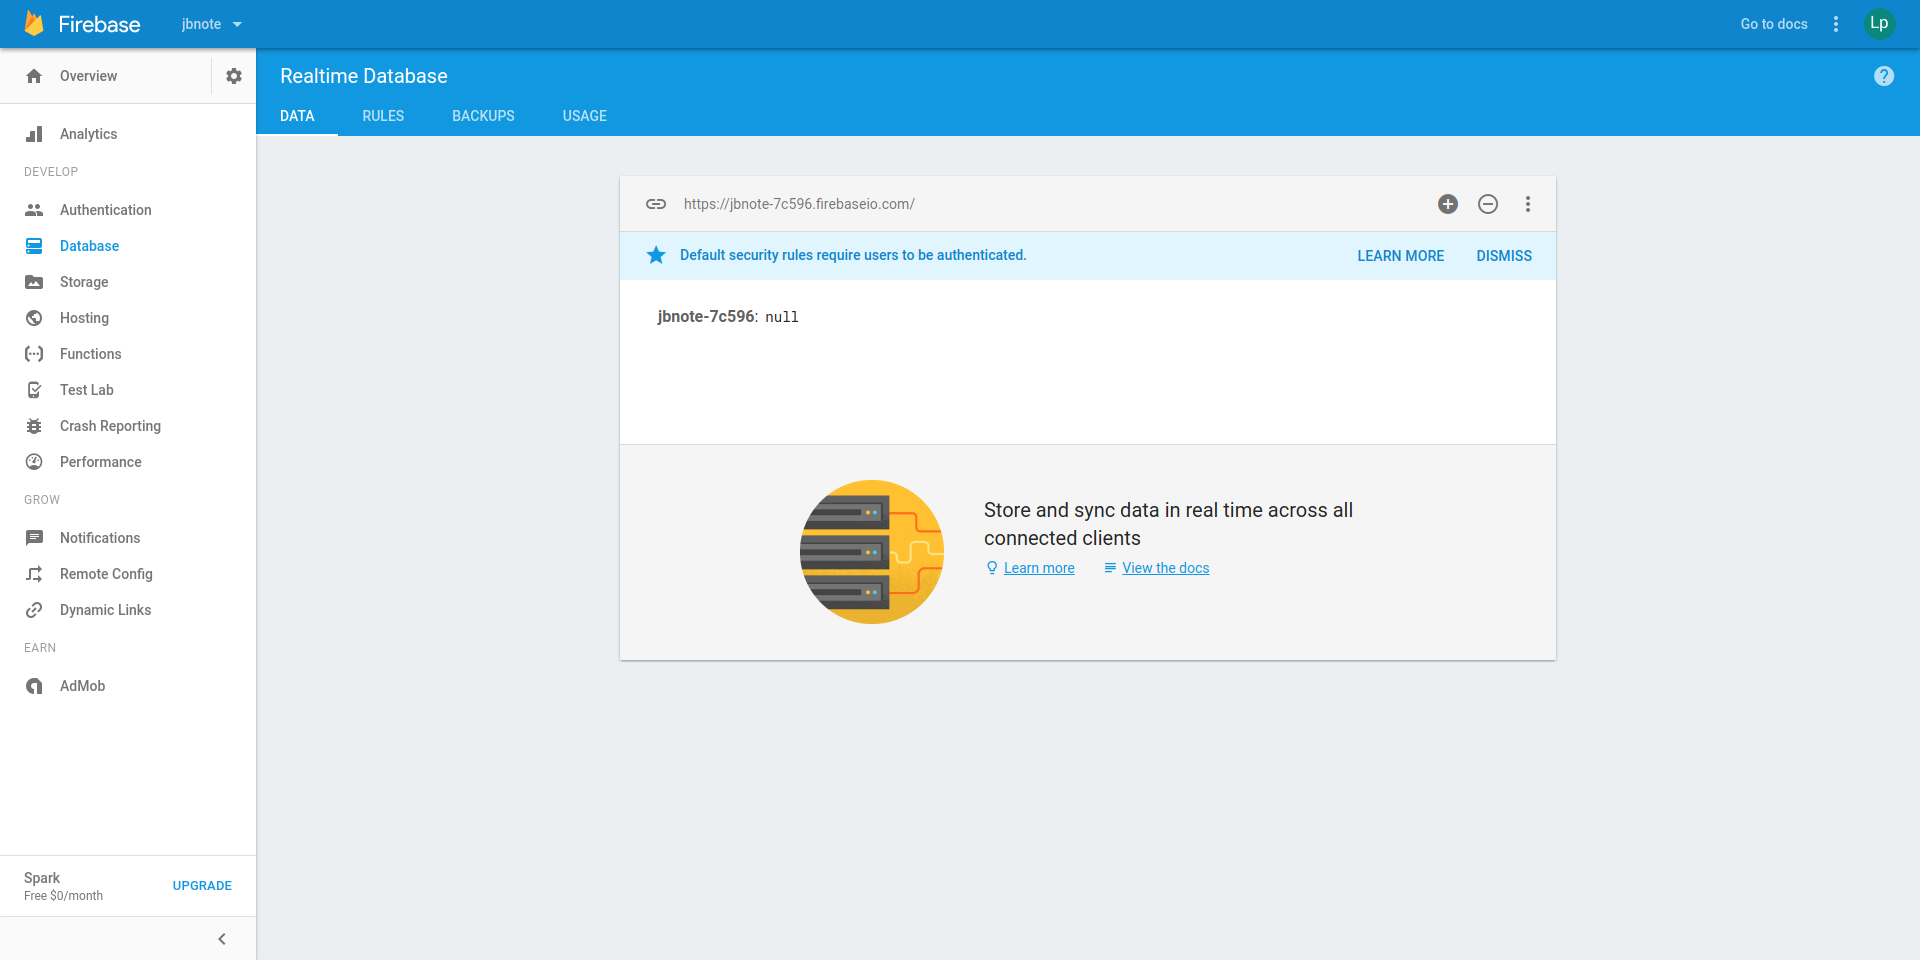 Firebase
jbnote
Go to docs
Lp
Overview
Realtime Database
DATA
RULES
BACKUPS
USAGE
Analytics
DEVELOP
Authentication
Database
Storage
Hosting
Functions
Test Lab
Crash Reporting
Performance
GROW
Notifications
Remote Config
Dynamic Links
EARN
AdMob
Spark
Free $0/month
UPGRADE
https://jbnote-7c596.firebaseio.com/
Default security rules require users to be authenticated.
LEARN MORE
DISMISS
jbnote-7c596: null
Store and sync data in real time across all
connected clients
Learn more
View the docs